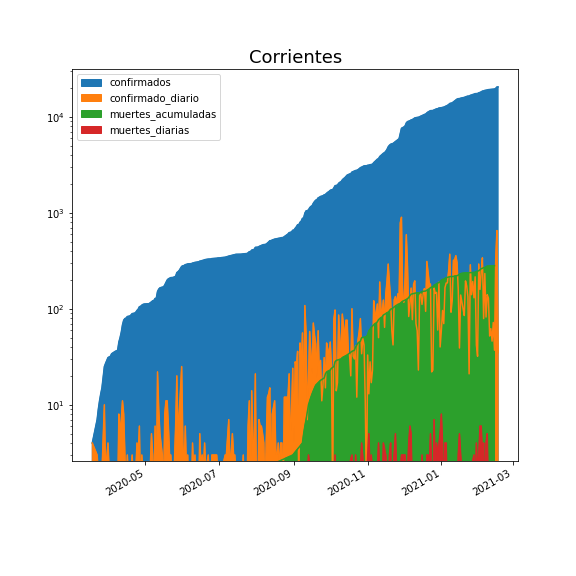 Corrientes
confirmados
confirmado_diario
muertes_acumuladas
muertes_diarias
10⁴
10³
10²
10¹
2020-05
2020-07
2020-09
2020-11
2021-01
2021-03